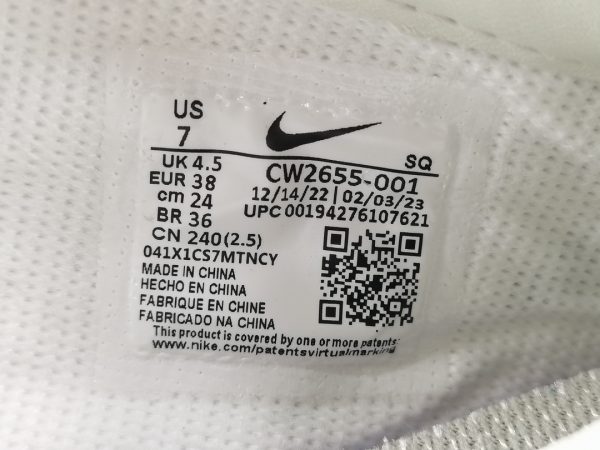 US
7
UK 4.5
EUR 38
cm 24
BR 36
CN 240(2.5)
SQ
CW2655-001
12/14/22 | 02/03/23
UPC 00194276107621
041X1CS7MTNCY
MADE IN CHINA
HECHO EN CHINA
FABRIQUE EN CHINE
FABRICADO NA CHINA
This product is covered by one or more patents:
www.nike.com/patentsvirtualmarking